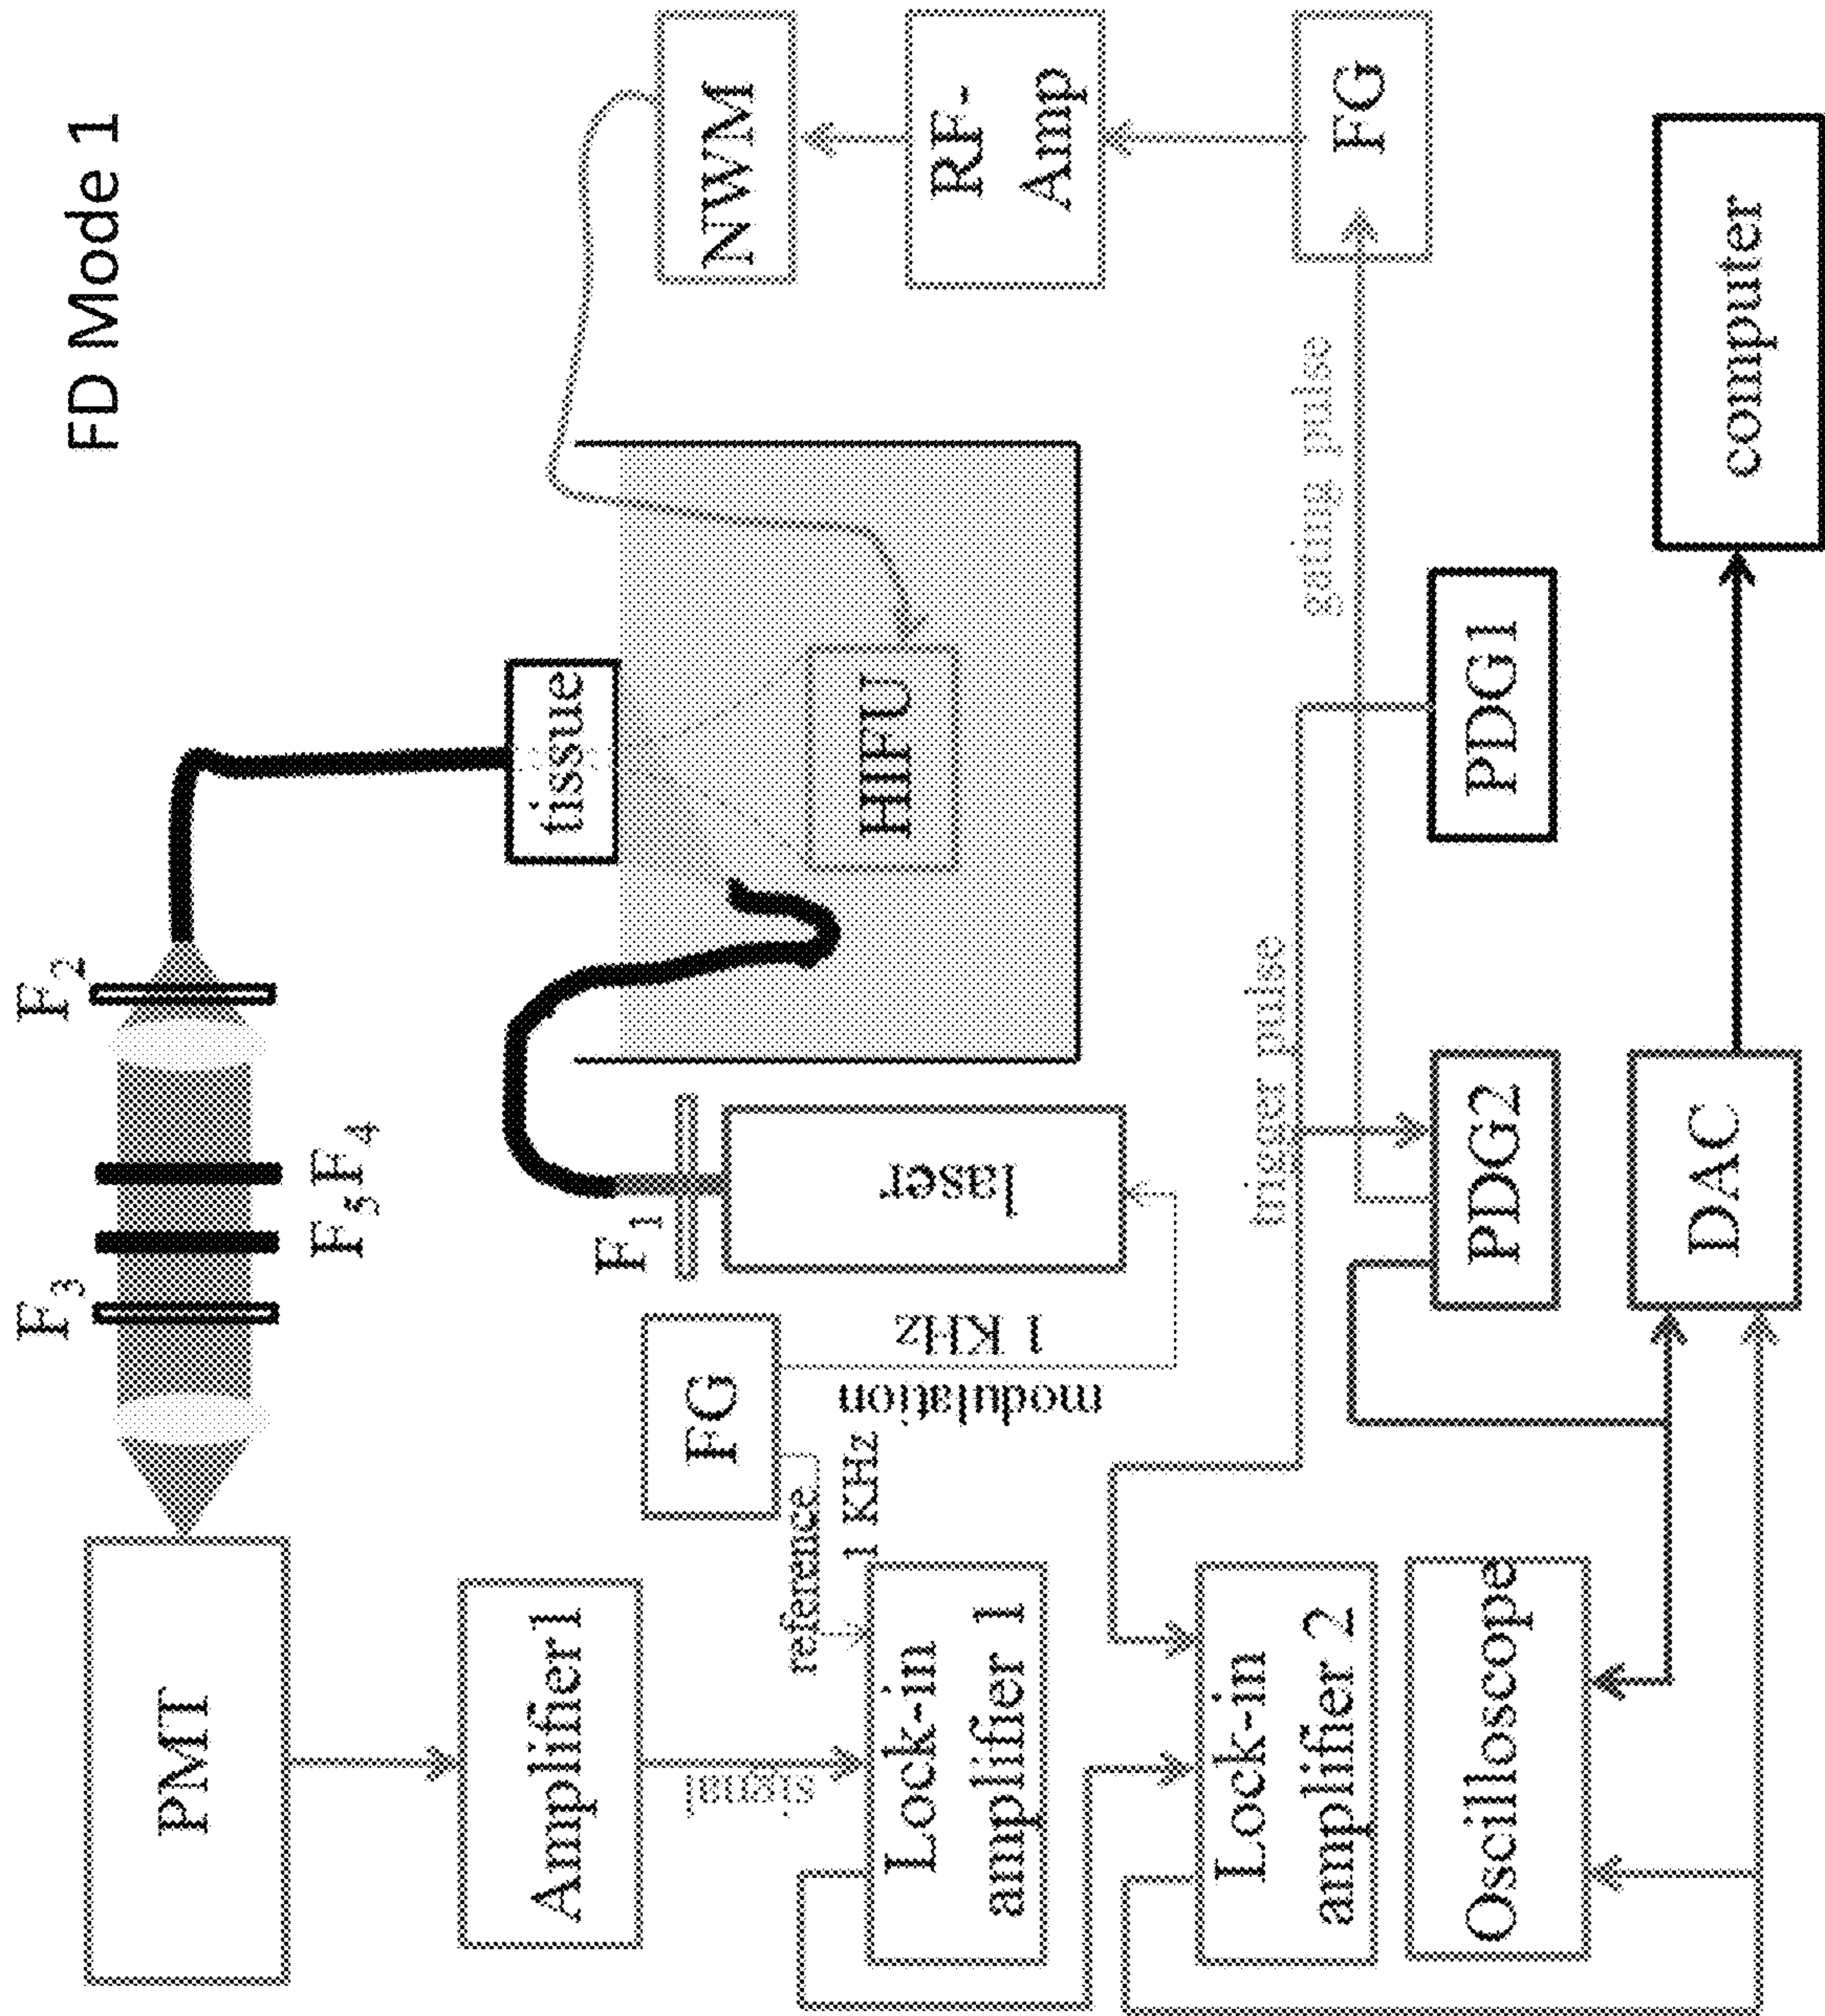 FD Mode 1
F2
F3
F5 F4
PMT
tissue
NWM
Amplifier1
F1
FG
laser
HIFU
RF-
Amp
signal
reference
1 KHz
modulation
1 KHz
Lock-in
amplifier 1
trigger pulse
gating pulse
FG
Lock-in
amplifier 2
PDG2
PDG1
Oscilloscope
DAC
computer